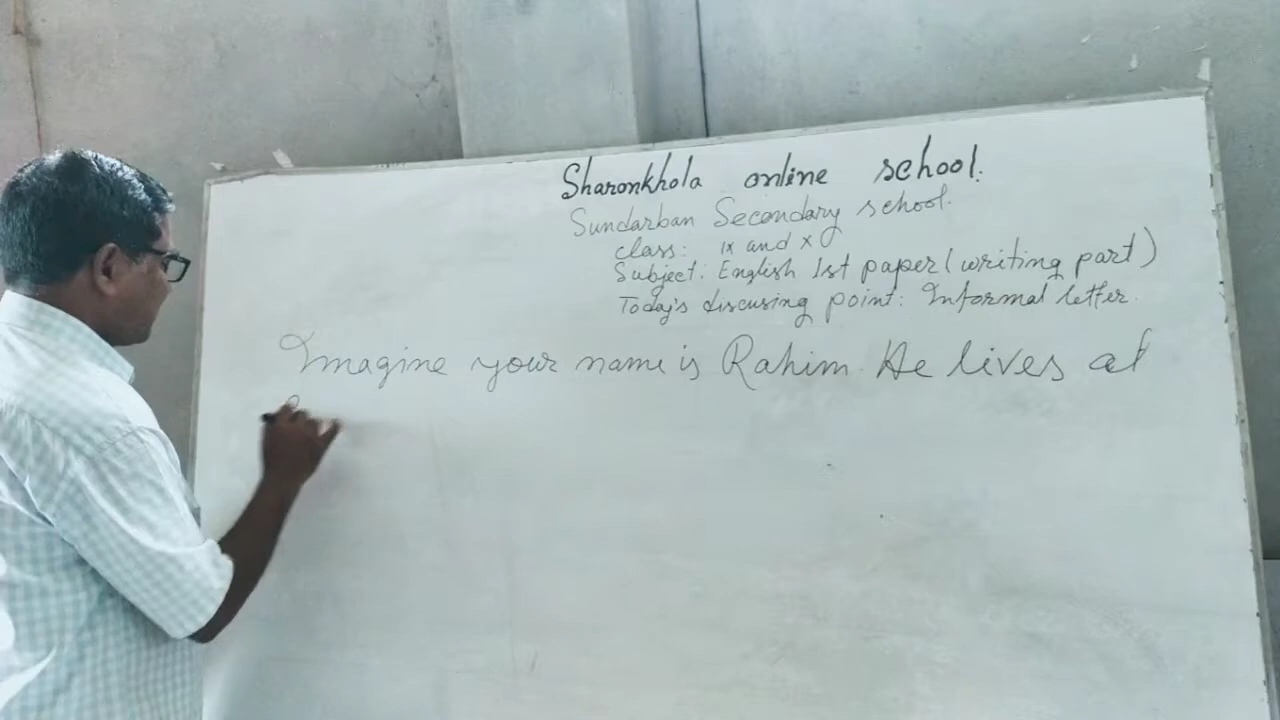 Sharonkhola online school.
Sundarban Secondary school.
class: IX and X
Subject: English 1st paper (writing part)
Today's discusing point: Informal letter.
Imagine your name is Rahim. He lives at